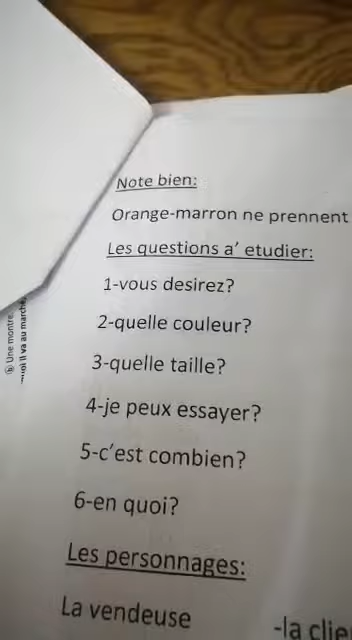 Note bien:
Orange-marron ne prennent
Les questions a' etudier:
1-vous desirez?
2-quelle couleur?
3-quelle taille?
4-je peux essayer?
5-c'est combien?
6-en quoi?
Les personnages:
La vendeuse -la clie
ⓑ Une montre
il va au marché